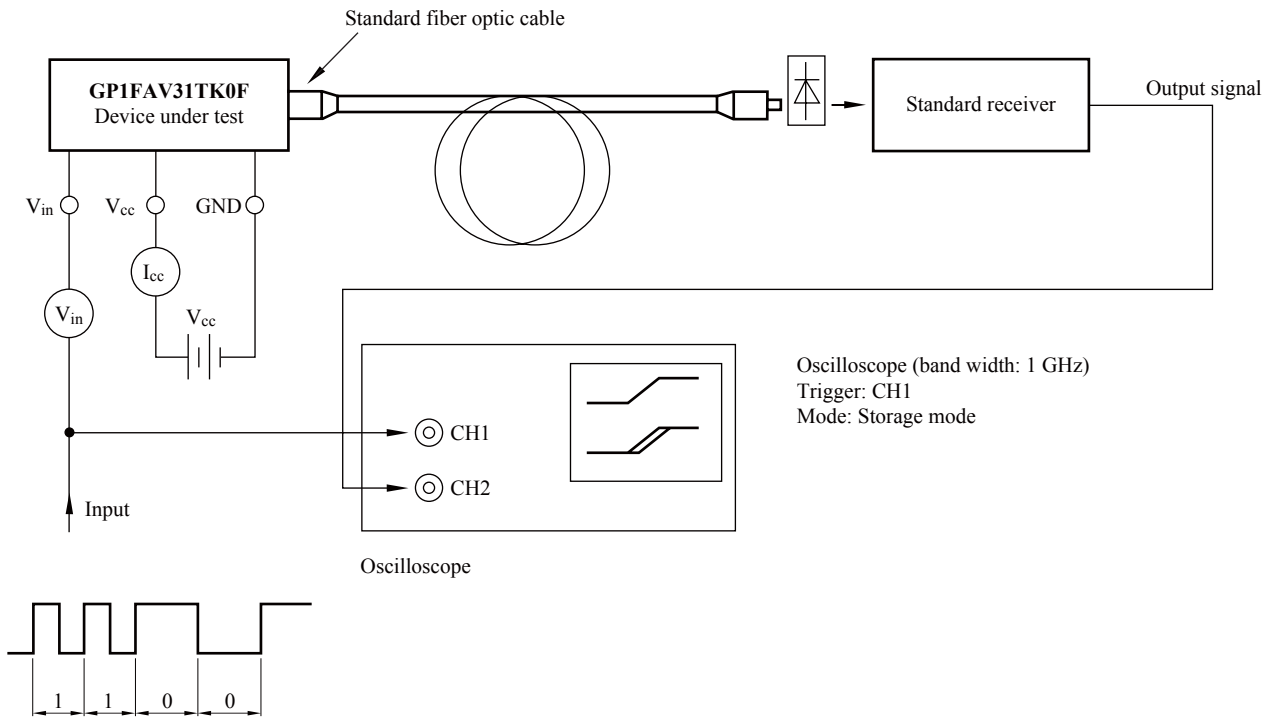 Standard fiber optic cable
GP1FAV31TK0F
Device under test
Standard receiver
Output signal
Vin
Vcc
GND
Icc
Vin
Vcc
Oscilloscope (band width: 1 GHz)
Trigger: CH1
Mode: Storage mode
CH1
CH2
Input
Oscilloscope
1 1 0 0